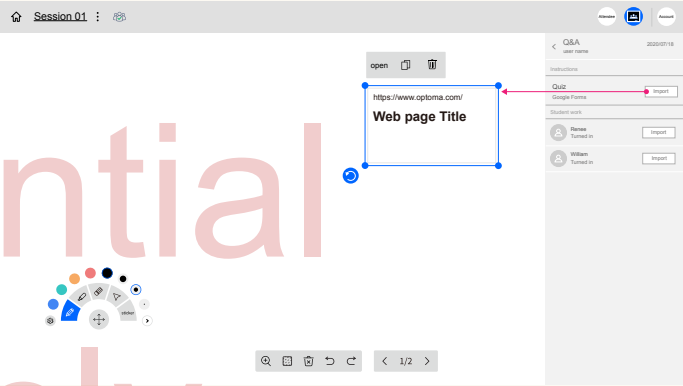 Session 01
Attendee
Account
Q&A
2020/07/18
user name
Instructions
Quiz
Google Forms
Import
Student work
Renee
Turned in
Import
William
Turned in
Import
open
https://www.optoma.com/
Web page Title
ntial
sticker
1/2